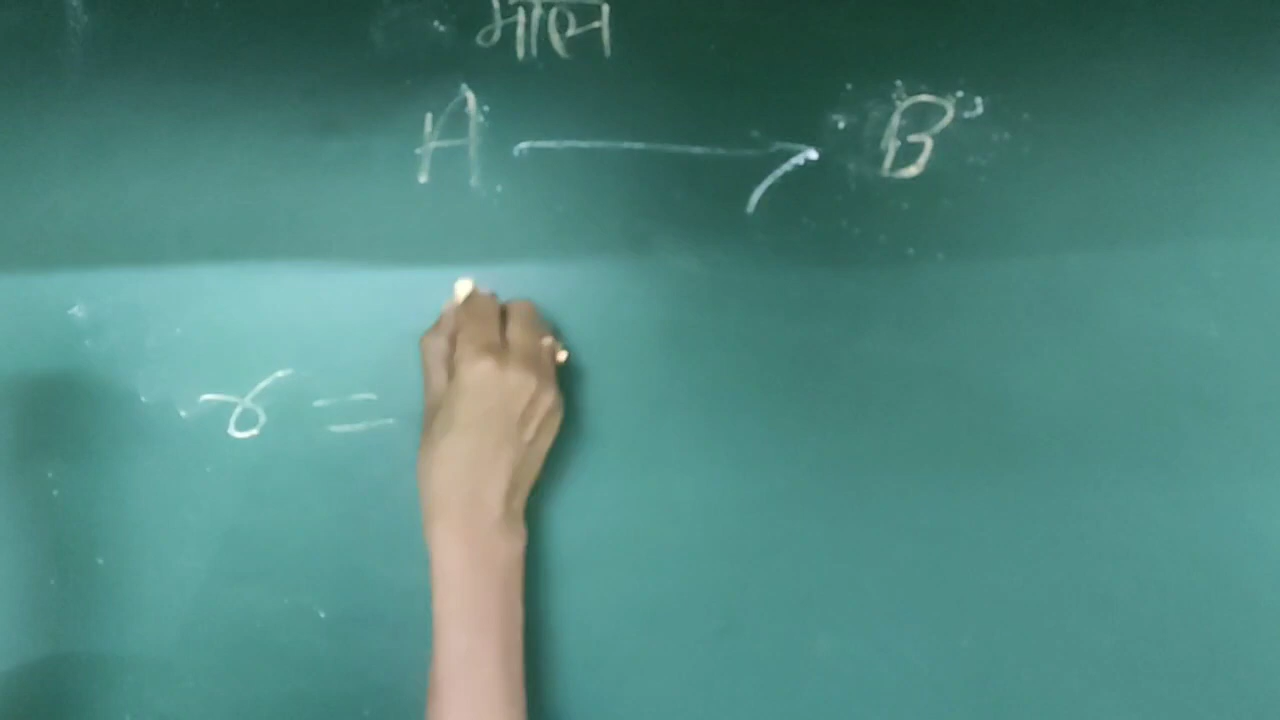 A → B
r =